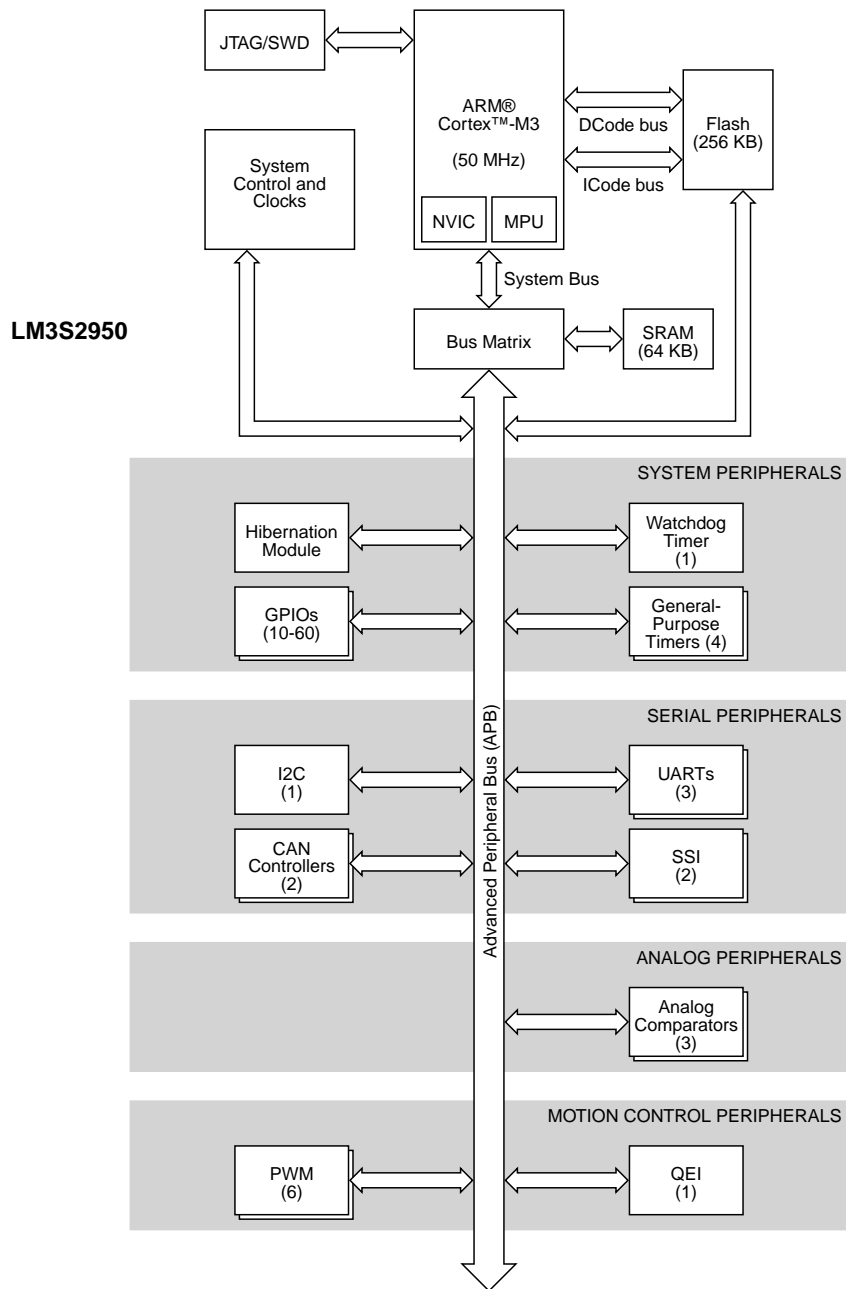 JTAG/SWD
ARM®
Cortex™-M3
(50 MHz)
NVIC
MPU
DCode bus
ICode bus
Flash
(256 KB)
System
Control and
Clocks
System Bus
LM3S2950
Bus Matrix
SRAM
(64 KB)
SYSTEM PERIPHERALS
Hibernation
Module
Watchdog
Timer
(1)
GPIOs
(10-60)
General-
Purpose
Timers (4)
Advanced Peripheral Bus (APB)
SERIAL PERIPHERALS
I2C
(1)
UARTs
(3)
CAN
Controllers
(2)
SSI
(2)
ANALOG PERIPHERALS
Analog
Comparators
(3)
MOTION CONTROL PERIPHERALS
PWM
(6)
QEI
(1)